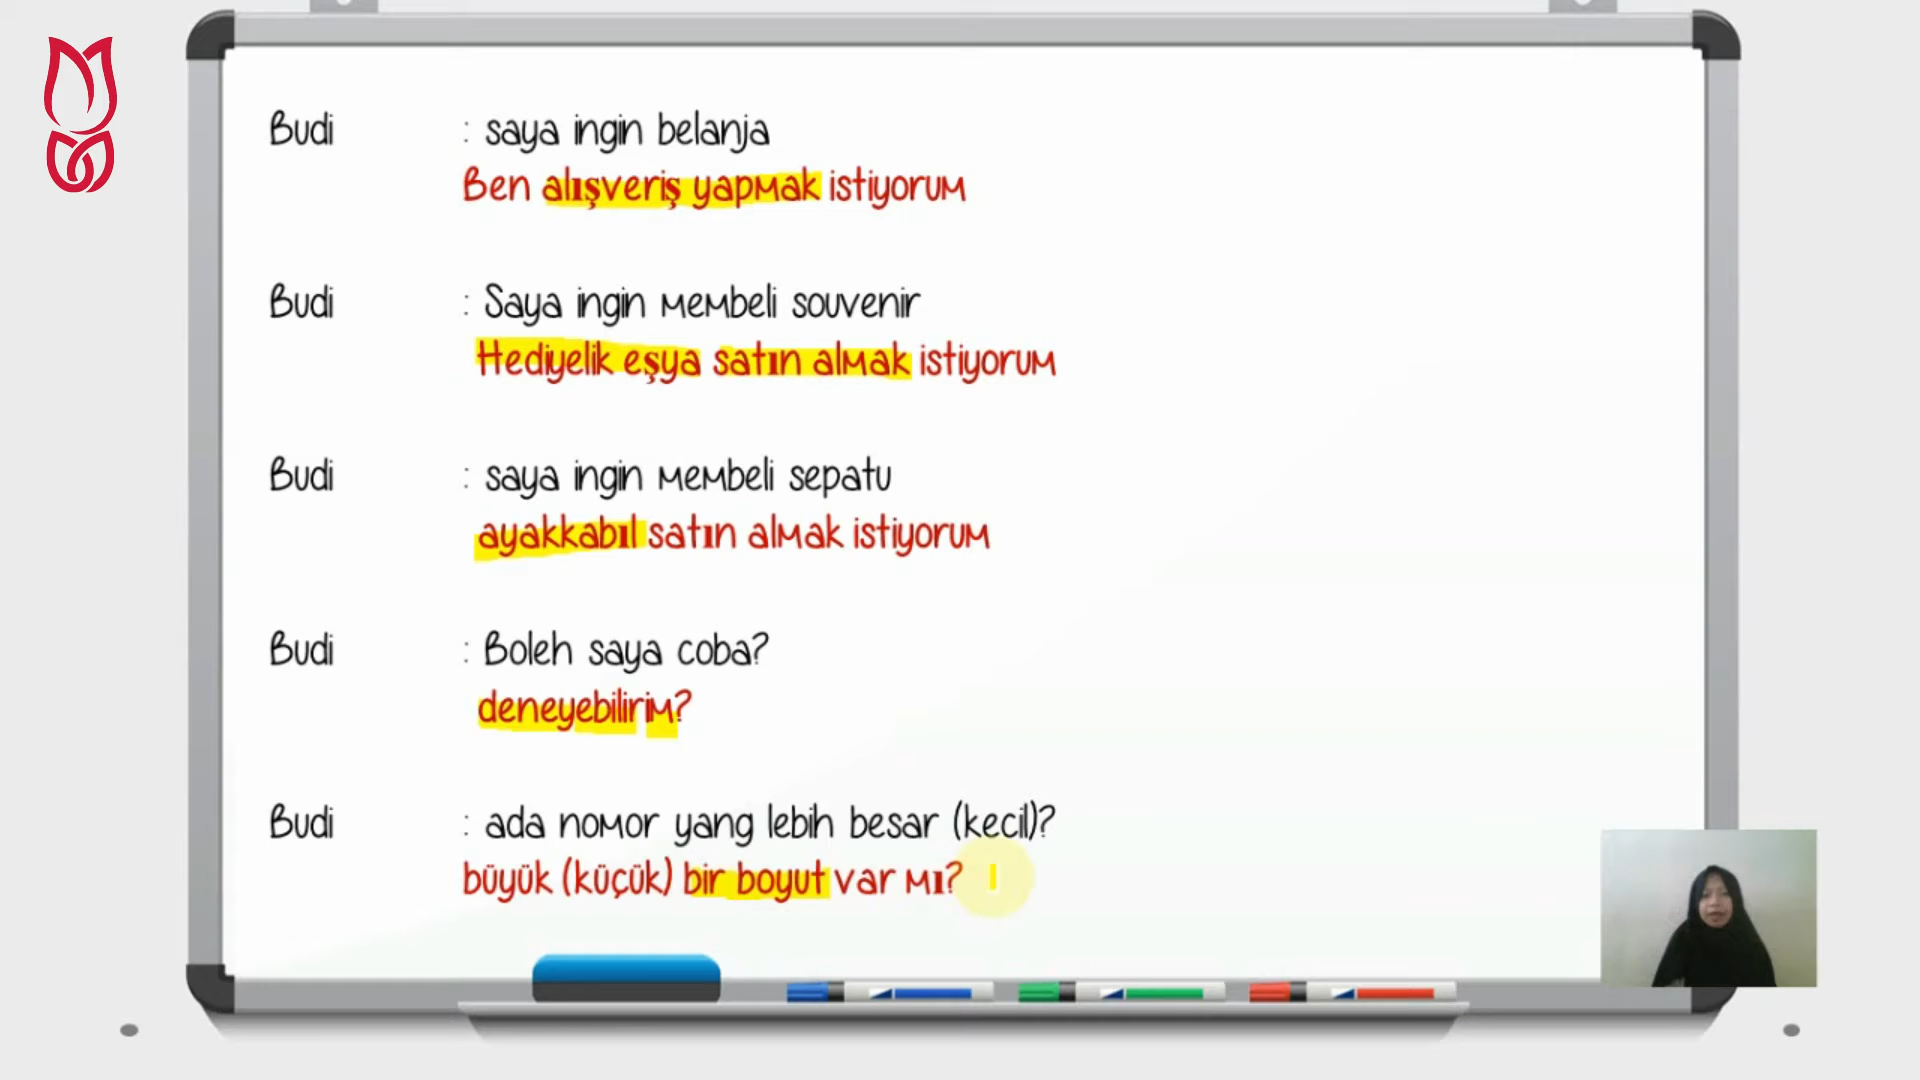 Budi : saya ingin belanja
Ben alışveriş yapmak istiyorum
Budi : Saya ingin membeli souvenir
Hediyelik eşya satın almak istiyorum
Budi : saya ingin membeli sepatu
ayakkabıl satın almak istiyorum
Budi : Boleh saya coba?
deneyebilirim?
Budi : ada nomor yang lebih besar (kecil)?
büyük (küçük) bir boyut var mı?